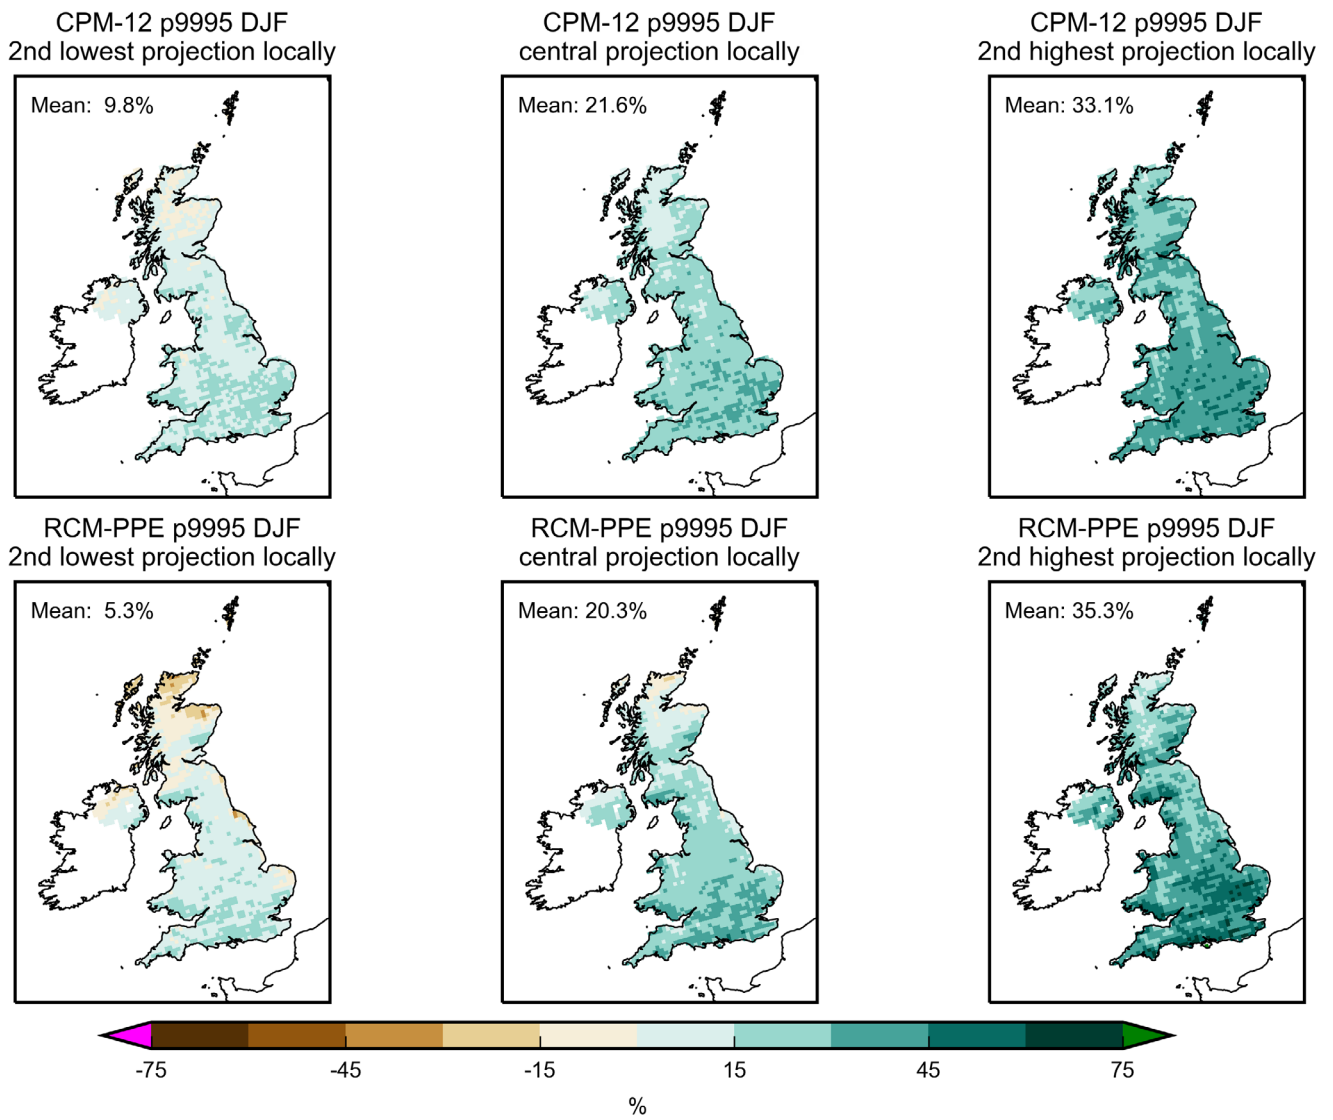 CPM-12 p9995 DJF
2nd lowest projection locally
CPM-12 p9995 DJF
central projection locally
CPM-12 p9995 DJF
2nd highest projection locally
Mean: 9.8%
Mean: 21.6%
Mean: 33.1%
RCM-PPE p9995 DJF
2nd lowest projection locally
RCM-PPE p9995 DJF
central projection locally
RCM-PPE p9995 DJF
2nd highest projection locally
Mean: 5.3%
Mean: 20.3%
Mean: 35.3%
-75 -45 -15 15 45 75
%